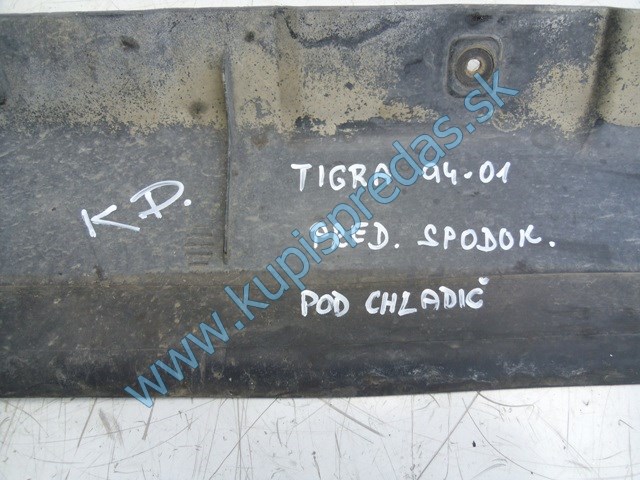 TIGRA 94-01
K.D.
PRED. SPODOK.
POD CHLADIČ
www.kupispredas.sk